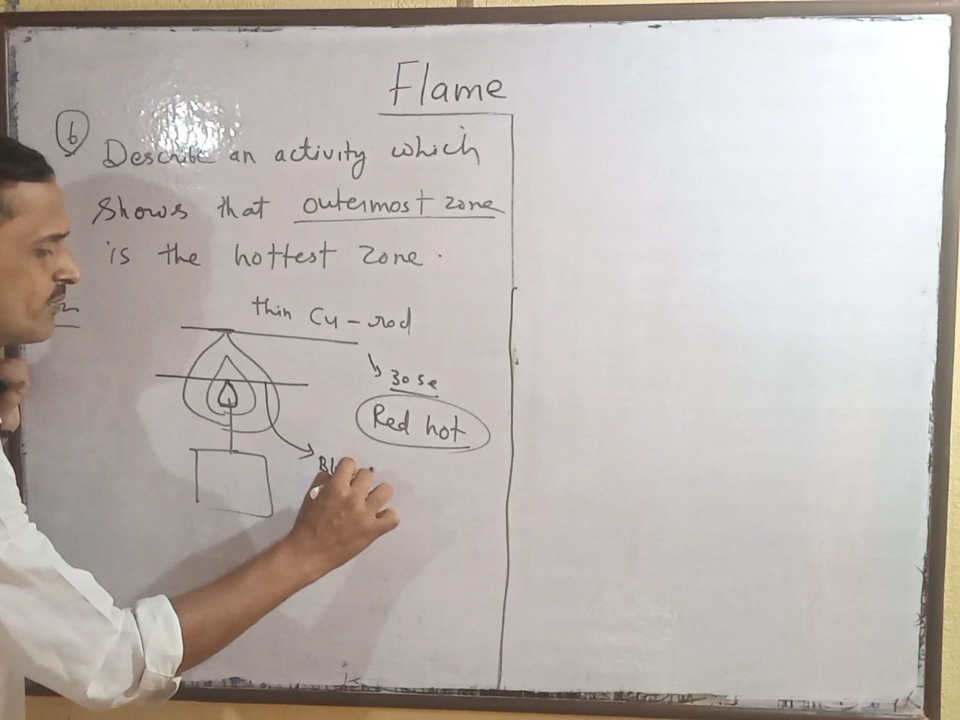 Flame
6 Describe an activity which
shows that outermost zone
is the hottest zone.
thin Cu-rod
30 se
Red hot